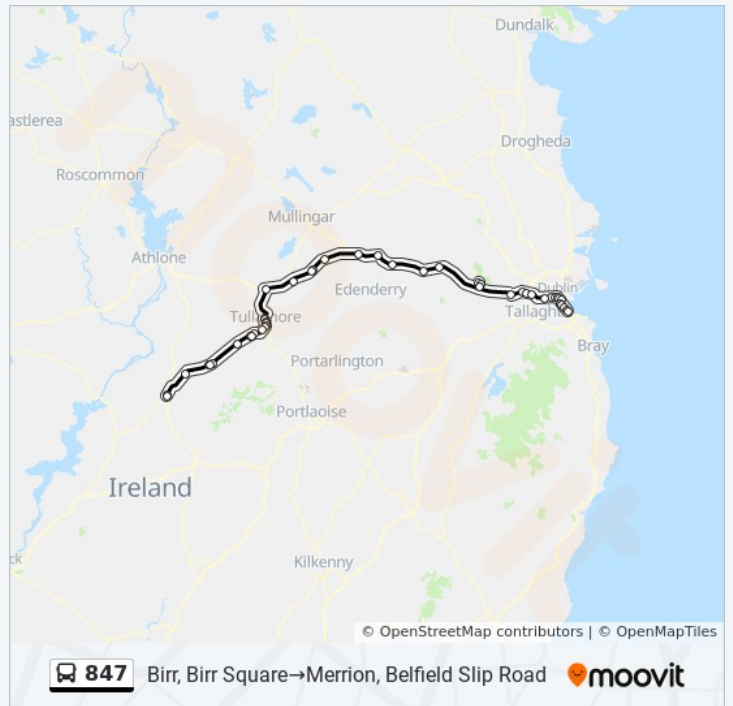 Dundalk
astlerea
Drogheda
Roscommon
Mullingar
Athlone
Edenderry
Dublin
Tullamore
Tallaght
Bray
Portarlington
Portlaoise
Ireland
Kilkenny
ck
© OpenStreetMap contributors | © OpenMapTiles
847 Birr, Birr Square→Merrion, Belfield Slip Road moovit